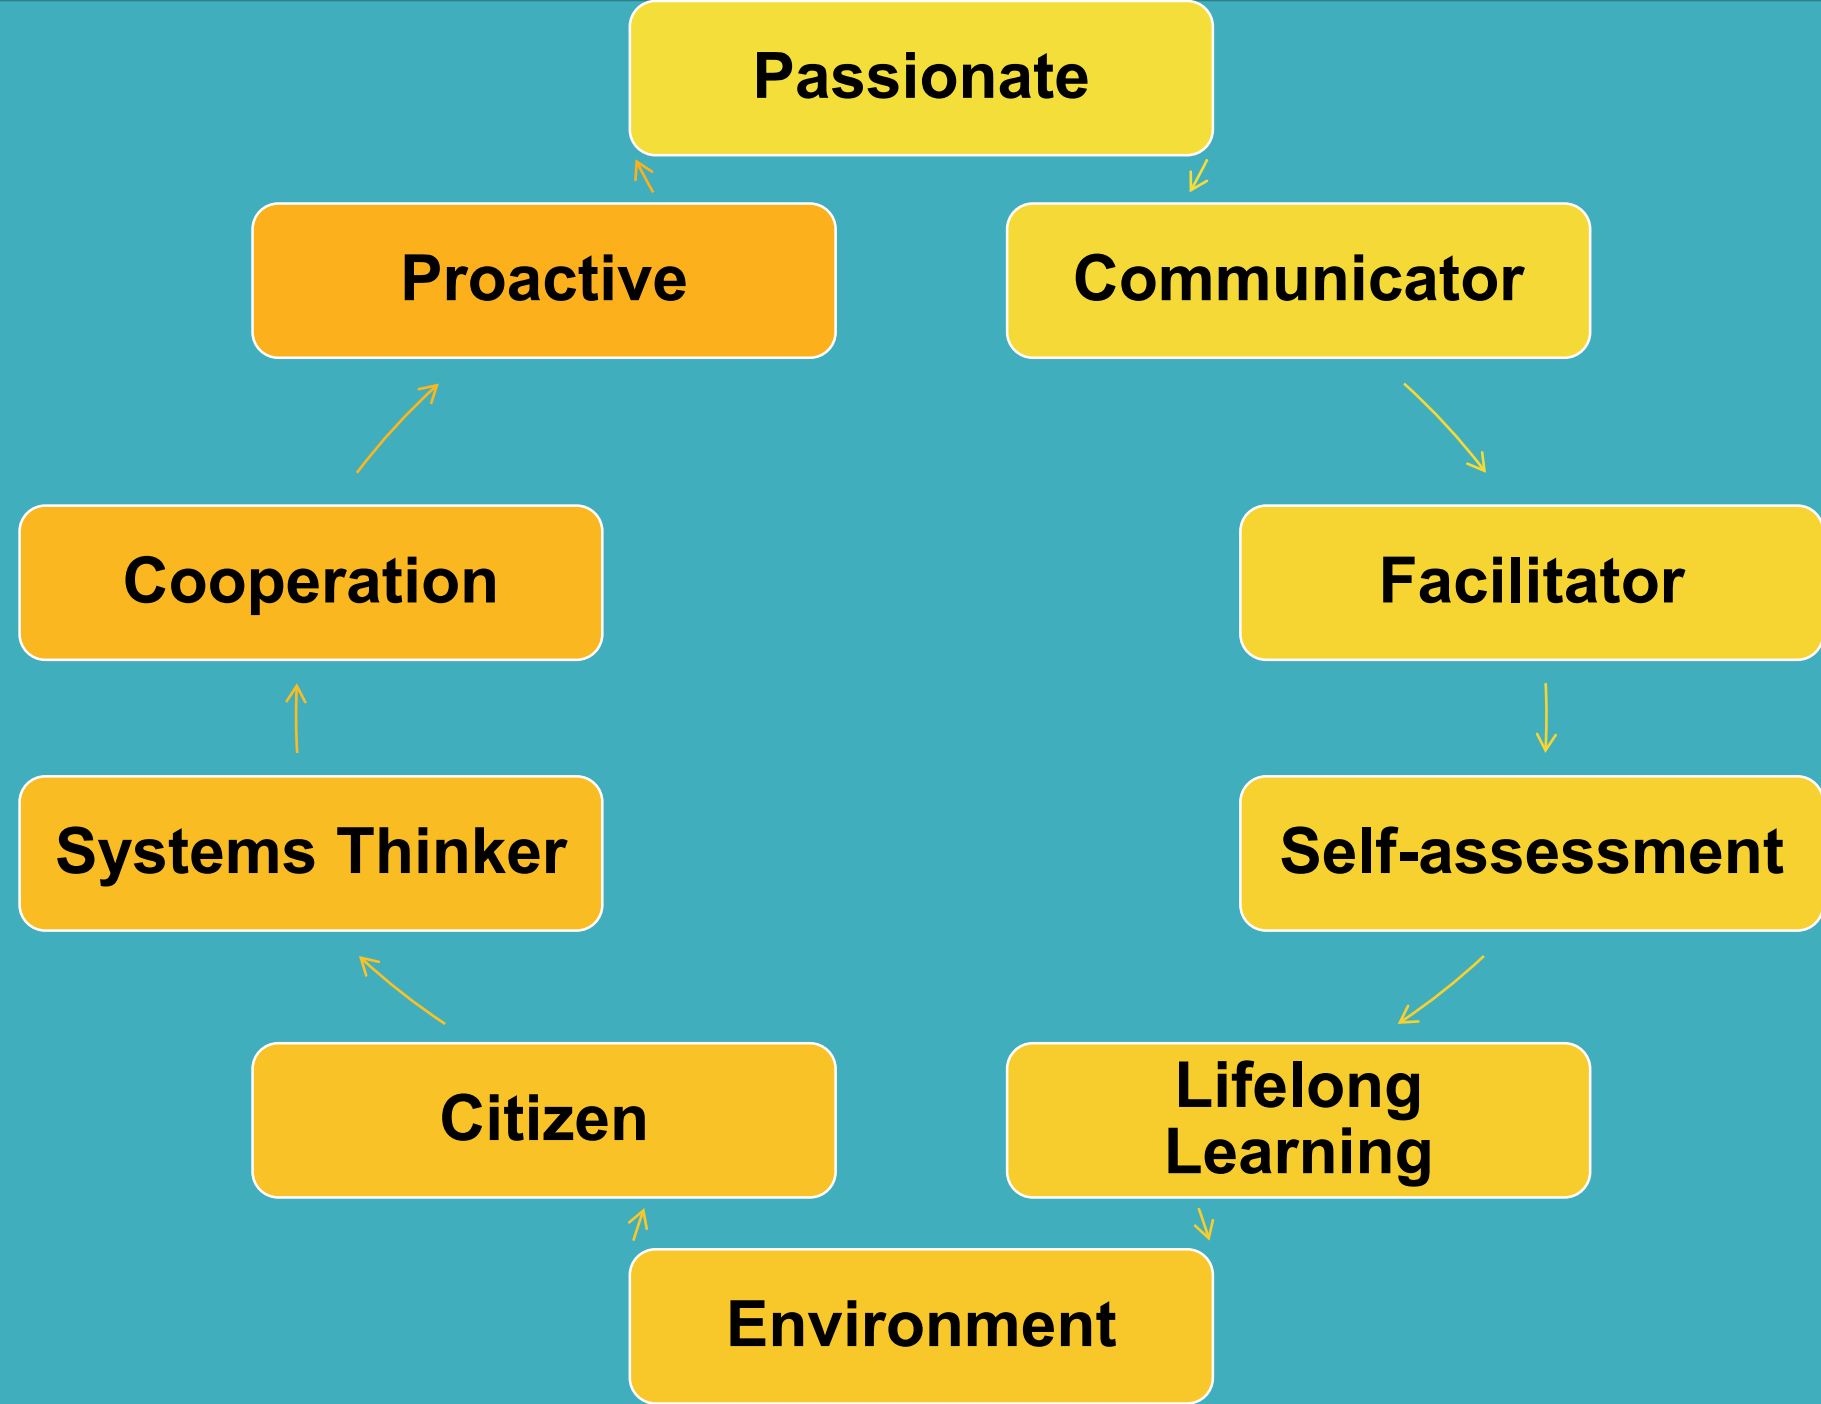 Passionate
Proactive
Communicator
Cooperation
Facilitator
Systems Thinker
Self-assessment
Citizen
Lifelong
Learning
Environment